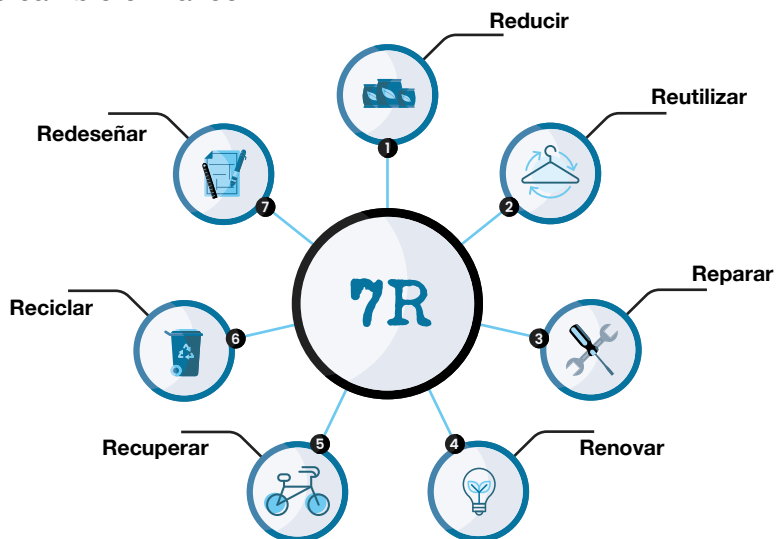 Reducir
1
Reutilizar
2
Reparar
3
Renovar
4
Recuperar
5
Reciclar
6
Redeseñar
7
7R